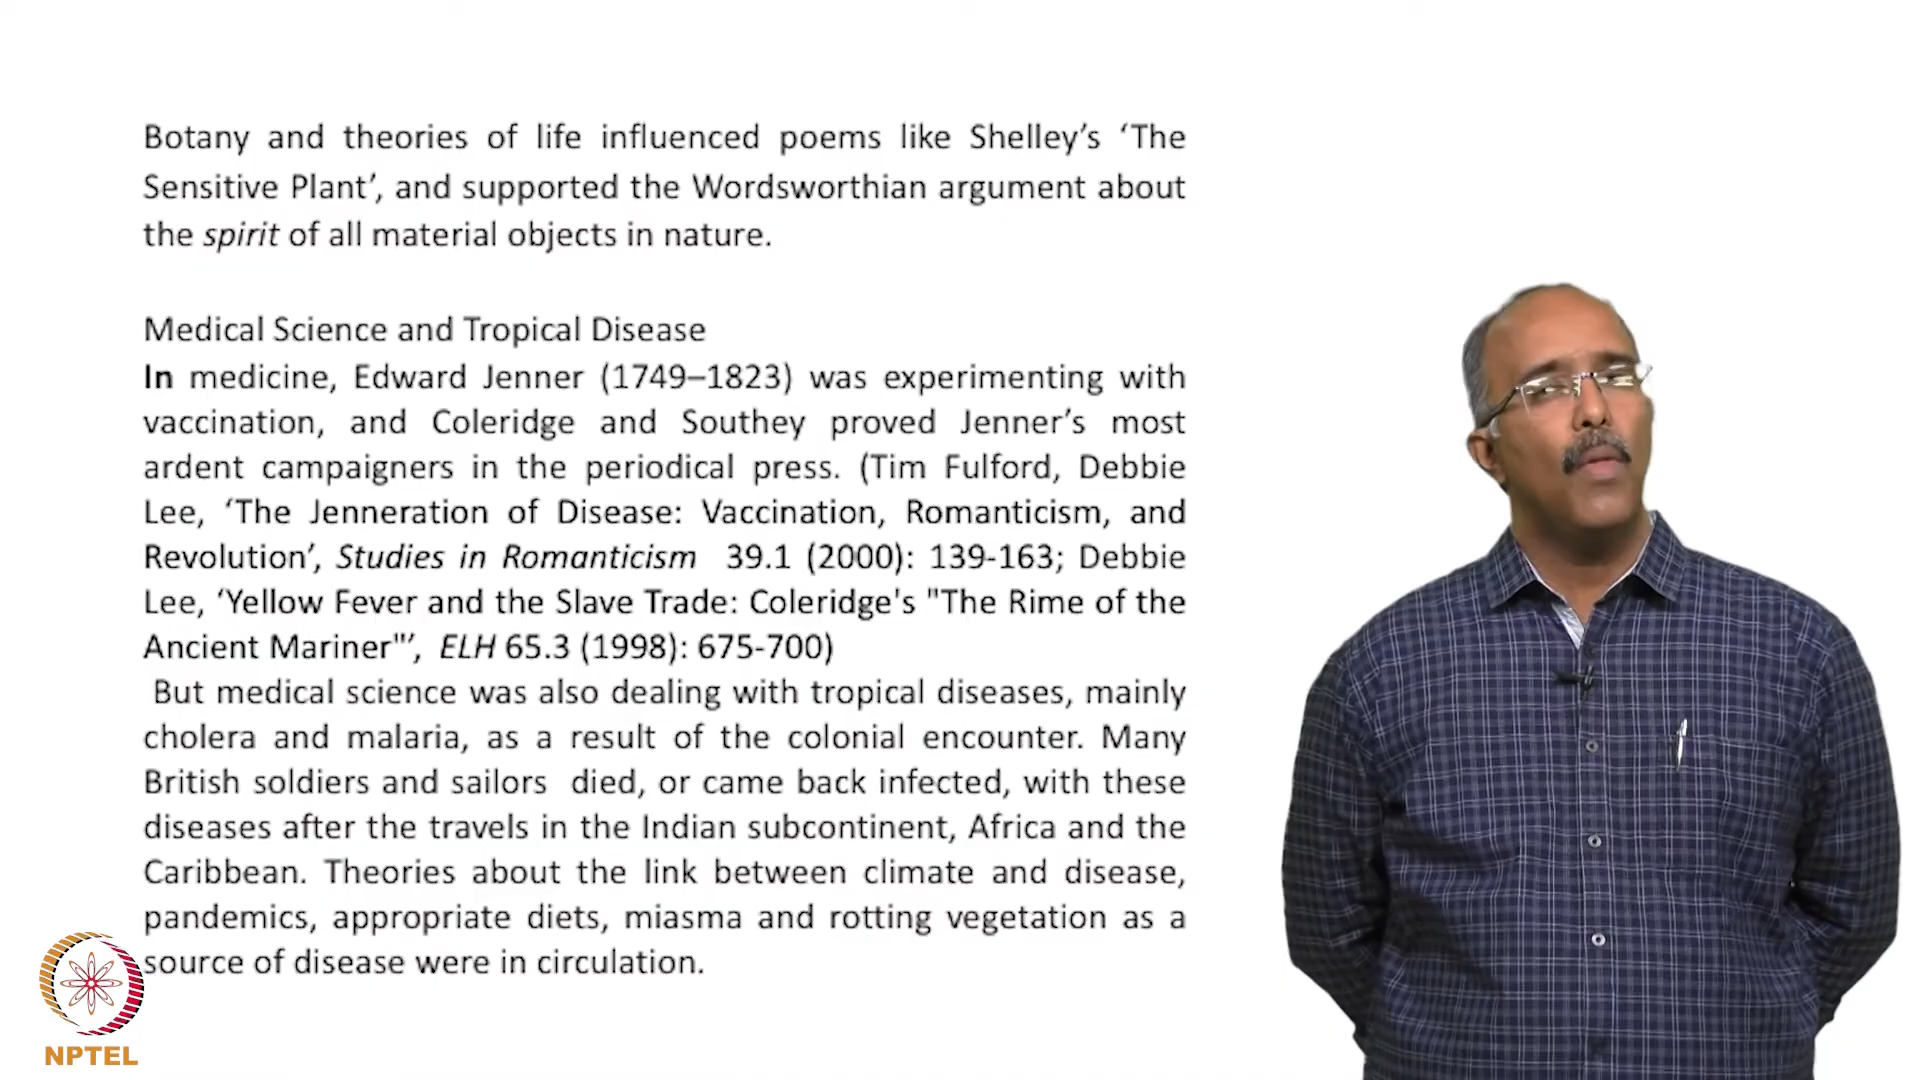 Botany and theories of life influenced poems like Shelley’s ‘The
Sensitive Plant’, and supported the Wordsworthian argument about
the spirit of all material objects in nature.
Medical Science and Tropical Disease
In medicine, Edward Jenner (1749–1823) was experimenting with
vaccination, and Coleridge and Southey proved Jenner’s most
ardent campaigners in the periodical press. (Tim Fulford, Debbie
Lee, ‘The Jenneration of Disease: Vaccination, Romanticism, and
Revolution’, Studies in Romanticism 39.1 (2000): 139-163; Debbie
Lee, ‘Yellow Fever and the Slave Trade: Coleridge's "The Rime of the
Ancient Mariner"’, ELH 65.3 (1998): 675-700)
But medical science was also dealing with tropical diseases, mainly
cholera and malaria, as a result of the colonial encounter. Many
British soldiers and sailors died, or came back infected, with these
diseases after the travels in the Indian subcontinent, Africa and the
Caribbean. Theories about the link between climate and disease,
pandemics, appropriate diets, miasma and rotting vegetation as a
source of disease were in circulation.
NPTEL